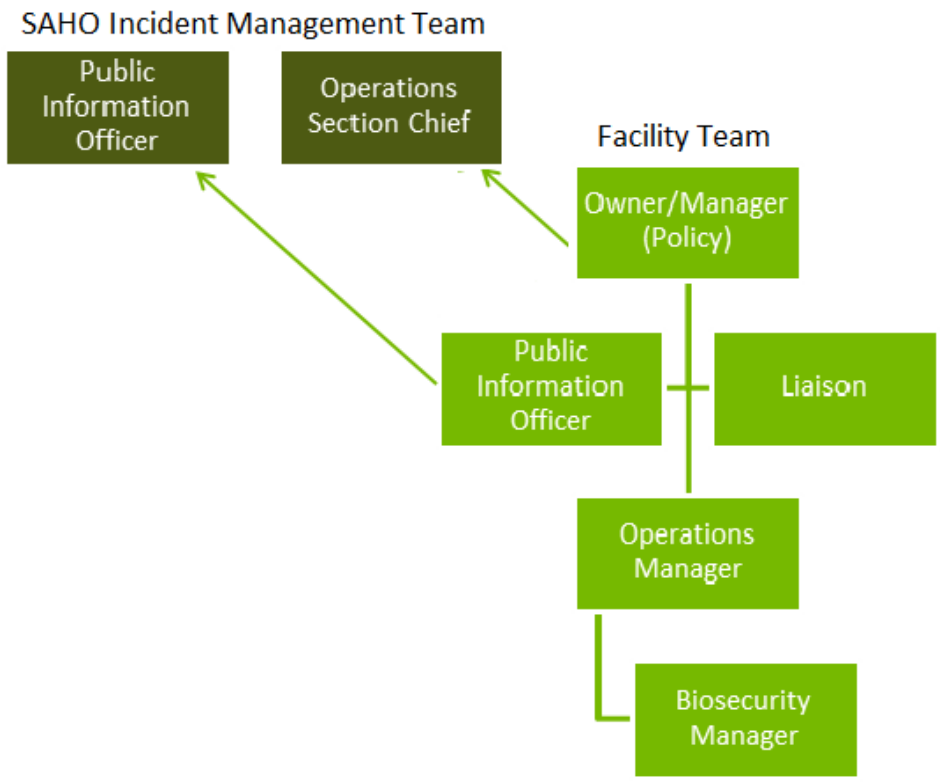 SAHO Incident Management Team
Public
Information
Officer
Operations
Section Chief
Facility Team
Owner/Manager
(Policy)
Public
Information
Officer
Liaison
Operations
Manager
Biosecurity
Manager